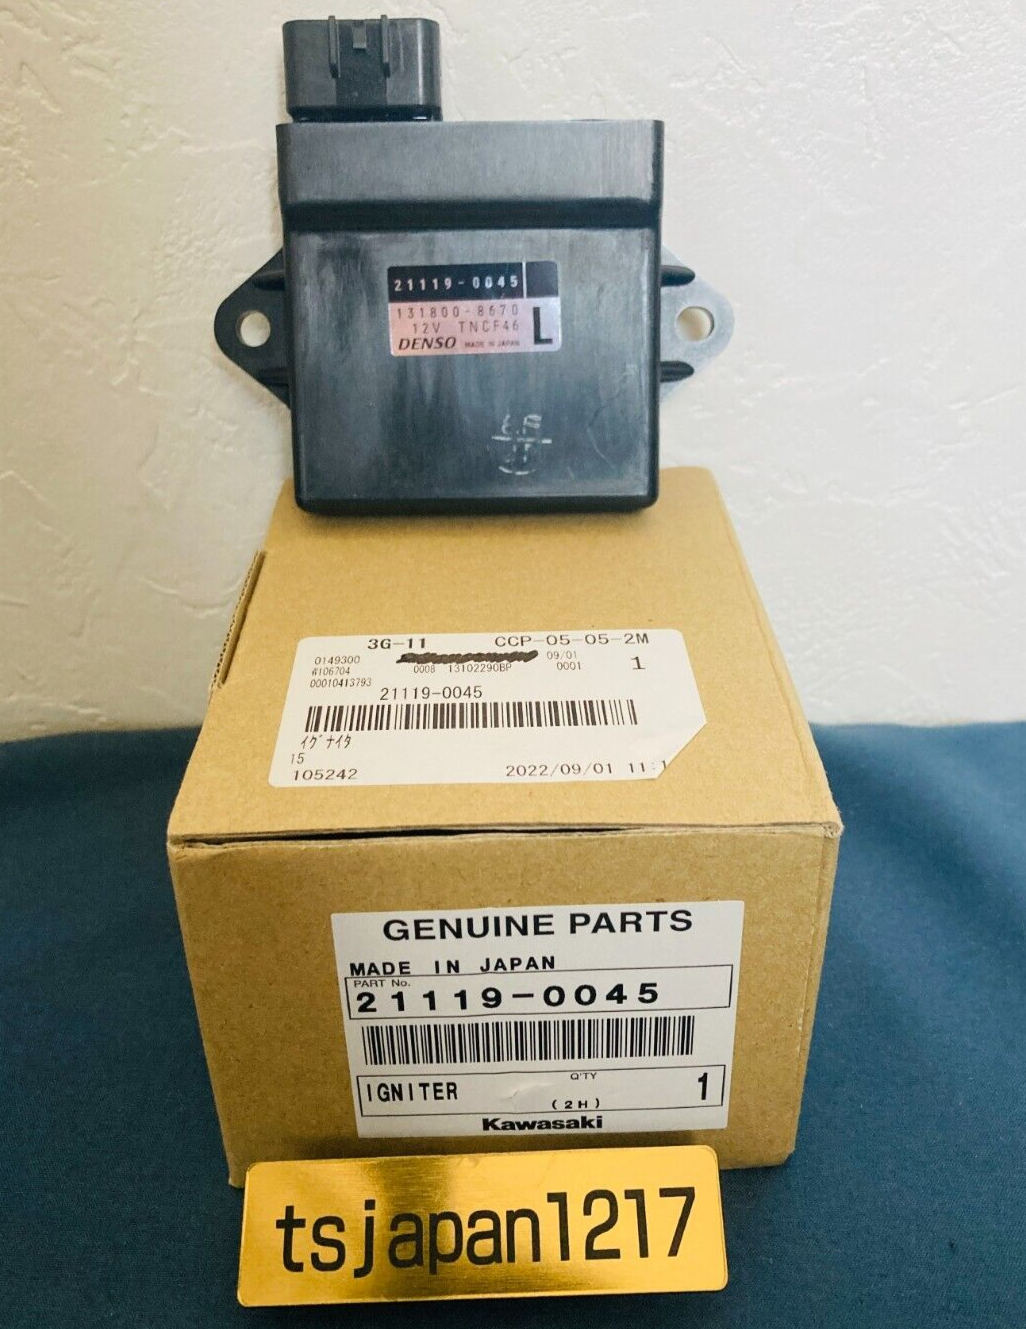 21119-0045
131800-8670
12V TNCF46
L
DENSO MADE IN JAPAN
3G-11 CCP-05-05-2M
0149300 09/01
W106704 0008 13102290BP 0001 1
00010413793
21119-0045
イグナイタ
15
105242 2022/09/01 11:1
GENUINE PARTS
MADE IN JAPAN
PART No.
21119-0045
Q'TY
IGNITER 1
(2H)
Kawasaki
tsjapan1217